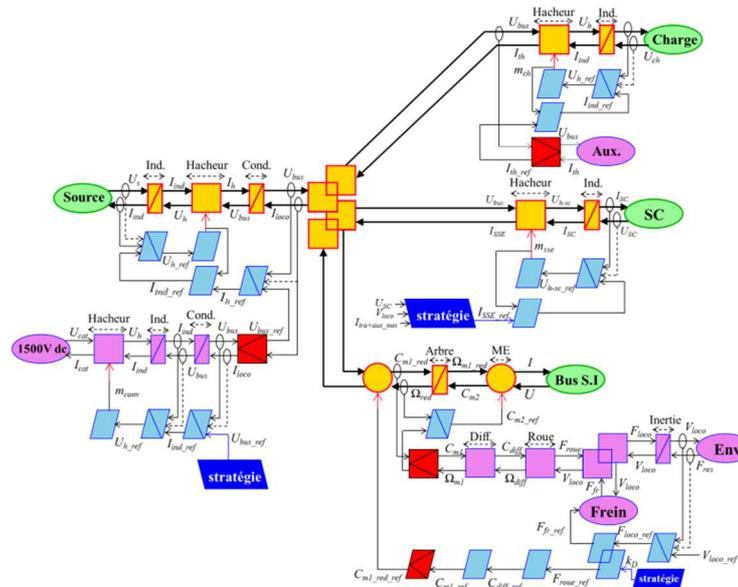 Hacheur Ind.
U_bus U_h Charge
I_th I_ind U_ch
m_ch U_h_ref
I_ind_ref
U_bus
Aux.
I_th_ref I_th
Ind. Hacheur Cond.
U_s I_ind I_h U_bus
Source
I_ind U_h U_bus I_loco
U_h_ref
I_ind_ref I_h_ref
Hacheur Ind.
U_bus U_h-sc I_SC
SC
I_SSE I_SC U_SC
m_sse
U_h-sc_ref
U_SC
V_loco stratégie I_SSE_ref
I_tra+aux_mes
Hacheur Ind. Cond.
U_cat U_h I_ind U_bus U_bus_ref
1500V dc
I_cat I_ind U_bus I_loco
m_conv
U_h_ref I_ind_ref U_bus_ref
stratégie
Arbre ME
C_m1_red Ω_m1_red I
Bus S.I
Ω_red C_m2 U
C_m2_ref
Diff. Roue Inertie
C_m1 C_diff F_roue F_loco V_loco
Env
Ω_m1 Ω_diff V_loco V_loco F_res
F_fr V_loco
Frein
F_fr_ref F_loco_ref V_loco_ref
k_D
C_m1_red_ref C_m1_ref C_diff_ref F_roue_ref stratégie